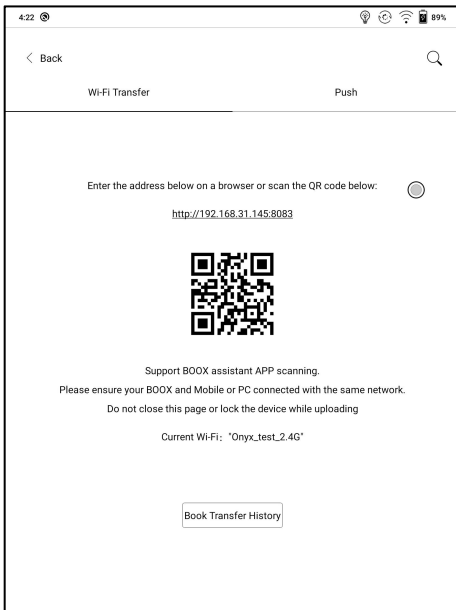 4:22
89%
Back
Wi-Fi Transfer
Push
Enter the address below on a browser or scan the QR code below:
http://192.168.31.145:8083
Support BOOX assistant APP scanning.
Please ensure your BOOX and Mobile or PC connected with the same network.
Do not close this page or lock the device while uploading
Current Wi-Fi： "Onyx_test_2.4G"
Book Transfer History